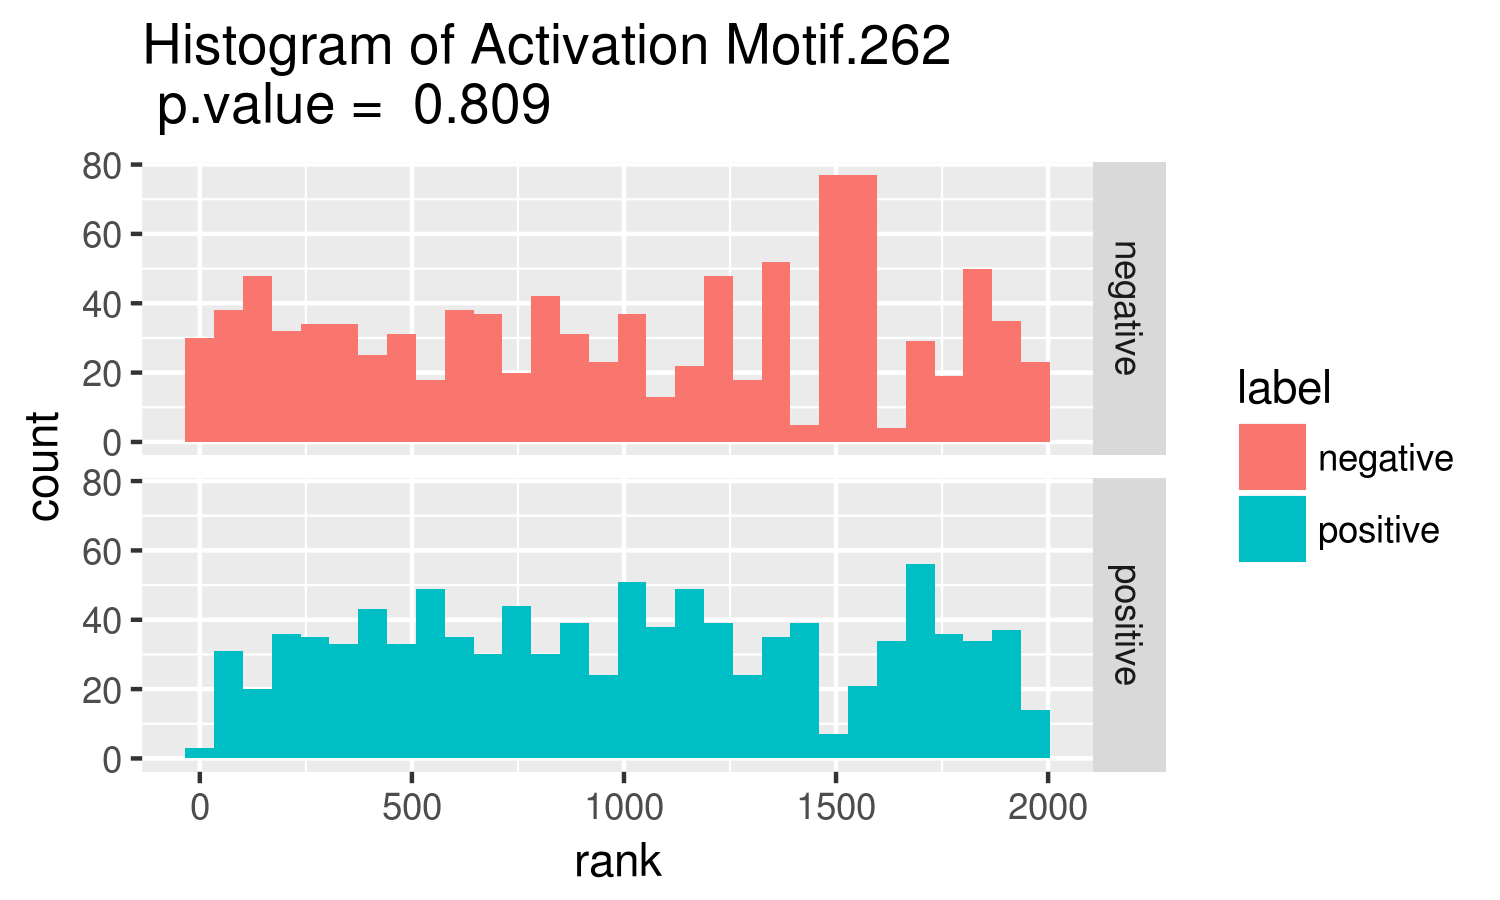 Histogram of Activation Motif.262
p.value = 0.809
count
80
60
40
20
0
negative
80
60
40
20
0
positive
0 500 1000 1500 2000
rank
label
negative
positive